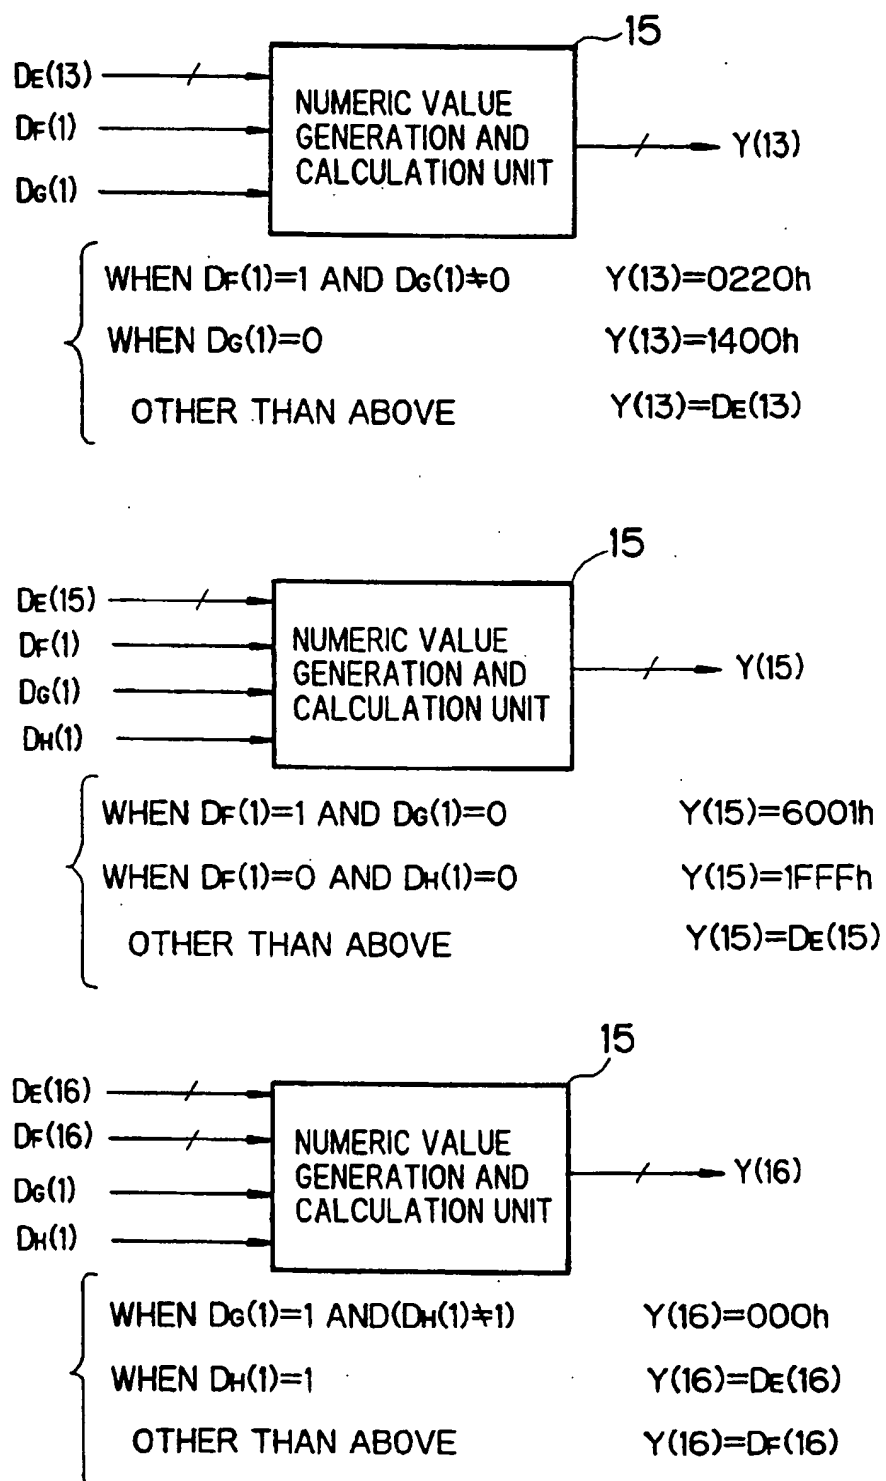 15
DE(13)
DF(1)
DG(1)
NUMERIC VALUE
GENERATION AND
CALCULATION UNIT
Y(13)
WHEN DF(1)=1 AND DG(1)≠0 Y(13)=0220h
WHEN DG(1)=0 Y(13)=1400h
OTHER THAN ABOVE Y(13)=DE(13)
15
DE(15)
DF(1)
DG(1)
DH(1)
NUMERIC VALUE
GENERATION AND
CALCULATION UNIT
Y(15)
WHEN DF(1)=1 AND DG(1)=0 Y(15)=6001h
WHEN DF(1)=0 AND DH(1)=0 Y(15)=1FFFh
OTHER THAN ABOVE Y(15)=DE(15)
15
DE(16)
DF(16)
DG(1)
DH(1)
NUMERIC VALUE
GENERATION AND
CALCULATION UNIT
Y(16)
WHEN DG(1)=1 AND(DH(1)≠1) Y(16)=000h
WHEN DH(1)=1 Y(16)=DE(16)
OTHER THAN ABOVE Y(16)=DF(16)